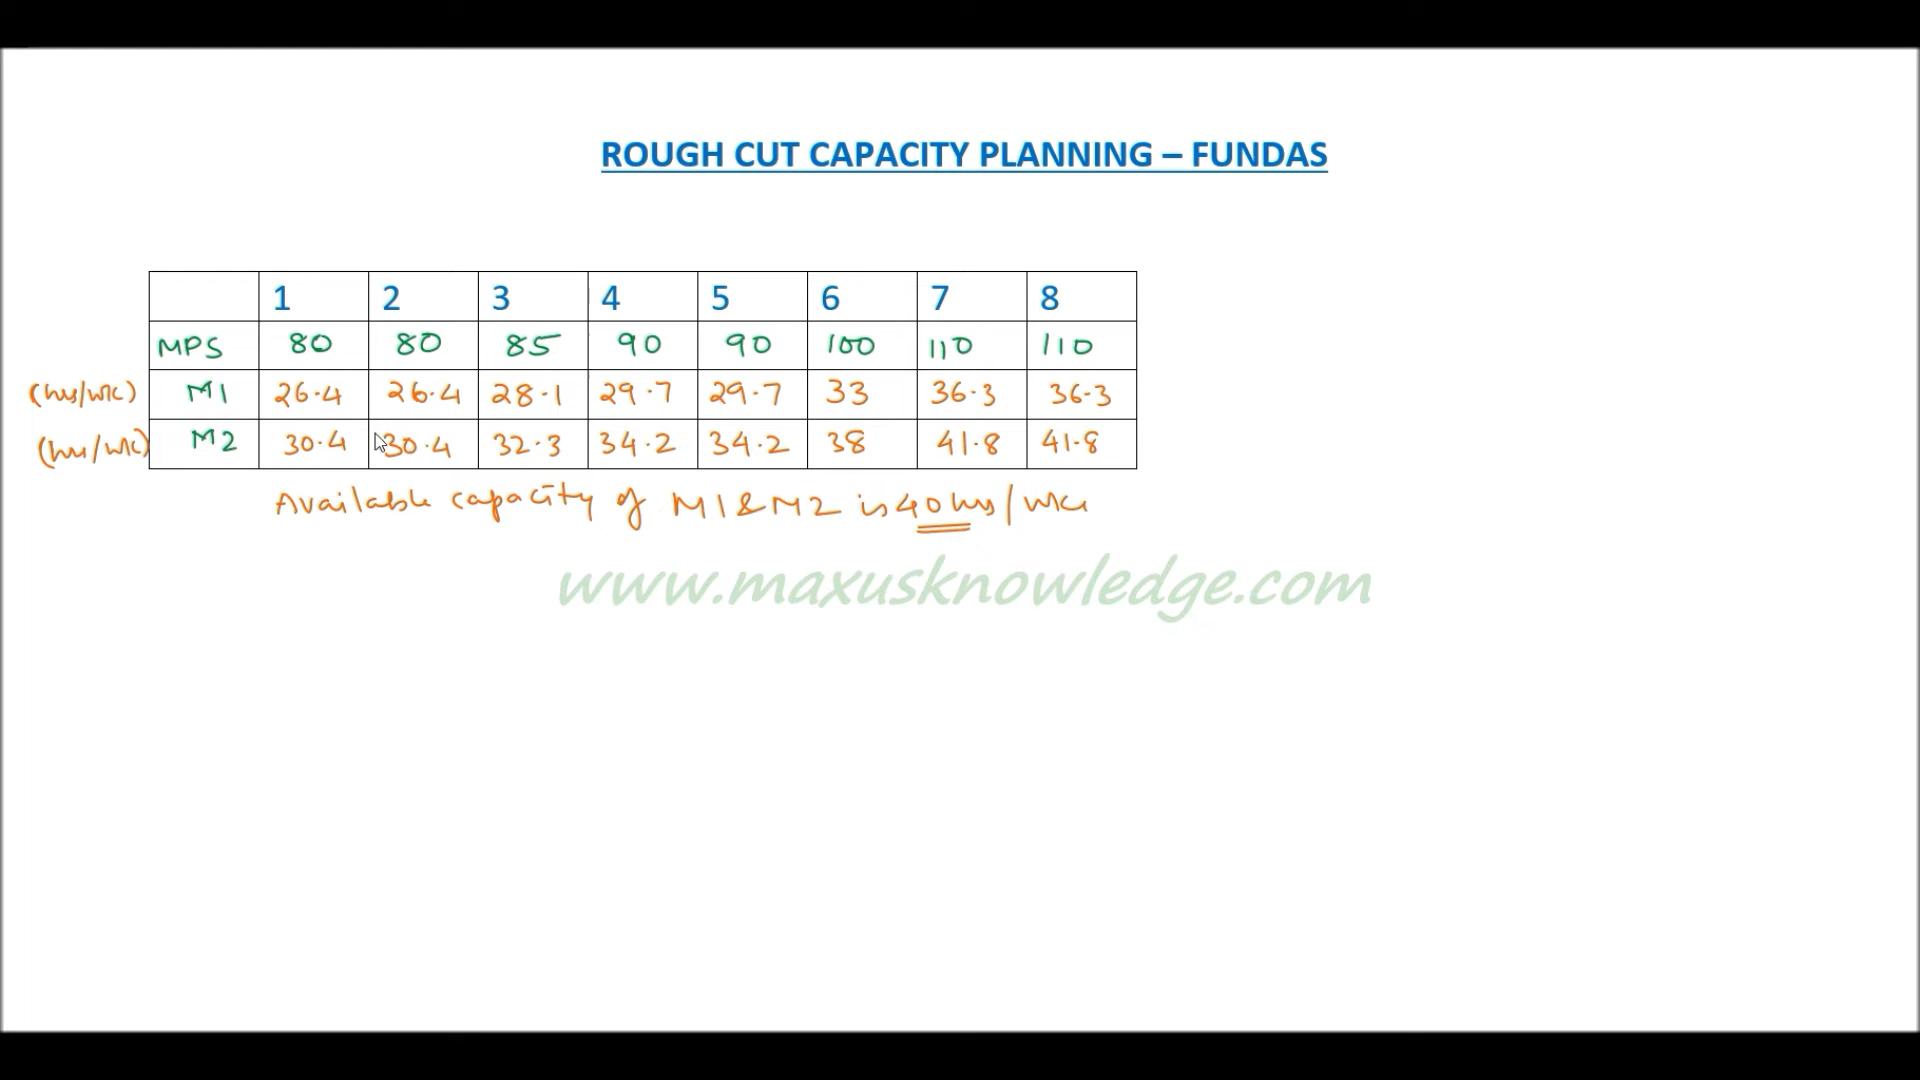 ROUGH CUT CAPACITY PLANNING – FUNDAS
1 2 3 4 5 6 7 8
MPS 80 80 85 90 90 100 110 110
(hrs/wk) M1 26.4 26.4 28.1 29.7 29.7 33 36.3 36.3
(hrs/wk) M2 30.4 30.4 32.3 34.2 34.2 38 41.8 41.8
Available capacity of M1 & M2 is 40 hrs/wk
www.maxusknowledge.com